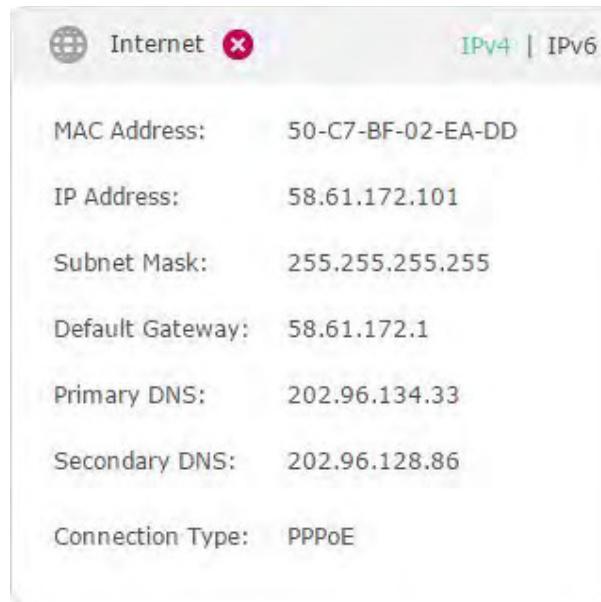 Internet IPv4 | IPv6
MAC Address: 50-C7-BF-02-EA-DD
IP Address: 58.61.172.101
Subnet Mask: 255.255.255.255
Default Gateway: 58.61.172.1
Primary DNS: 202.96.134.33
Secondary DNS: 202.96.128.86
Connection Type: PPPoE